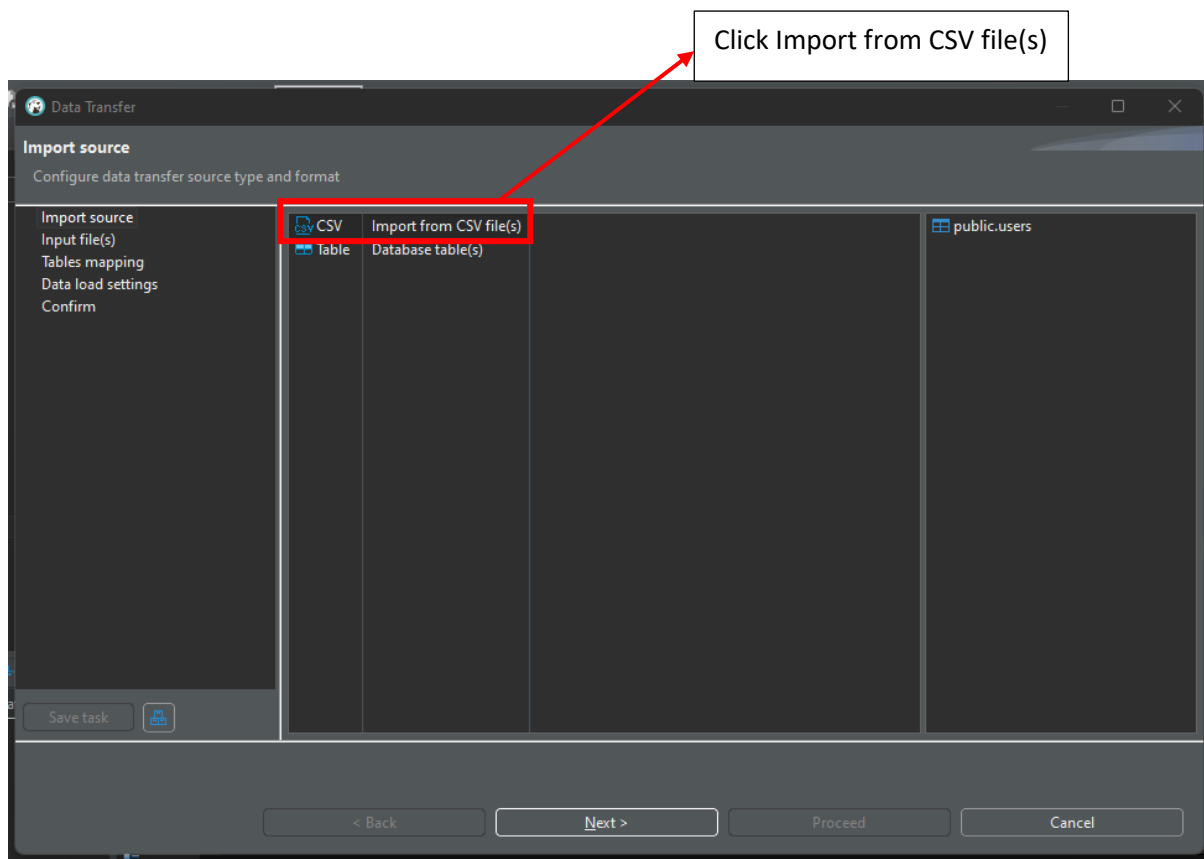 Click Import from CSV file(s)
Data Transfer
Import source
Configure data transfer source type and format
Import source
Input file(s)
Tables mapping
Data load settings
Confirm
CSV Import from CSV file(s)
Table Database table(s)
public.users
Save task
< Back
Next >
Proceed
Cancel